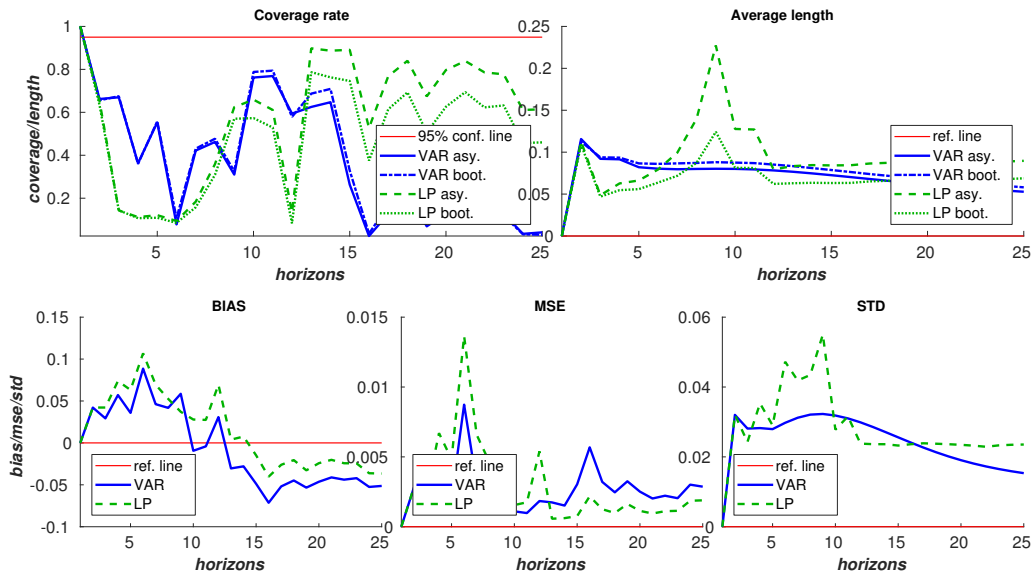 Coverage rate
1
0.8
0.6
0.4
0.2
coverage/length
5 10 15 20 25
horizons
95% conf. line
VAR asy.
VAR boot.
LP asy.
LP boot.
Average length
0.25
0.2
0.15
0.1
0.05
0
5 10 15 20 25
horizons
ref. line
VAR asy.
VAR boot.
LP asy.
LP boot.
BIAS
0.15
0.1
0.05
0
-0.05
-0.1
bias/mse/std
5 10 15 20 25
horizons
ref. line
VAR
LP
MSE
0.015
0.01
0.005
0
5 10 15 20 25
horizons
ref. line
VAR
LP
STD
0.06
0.04
0.02
0
5 10 15 20 25
horizons
ref. line
VAR
LP